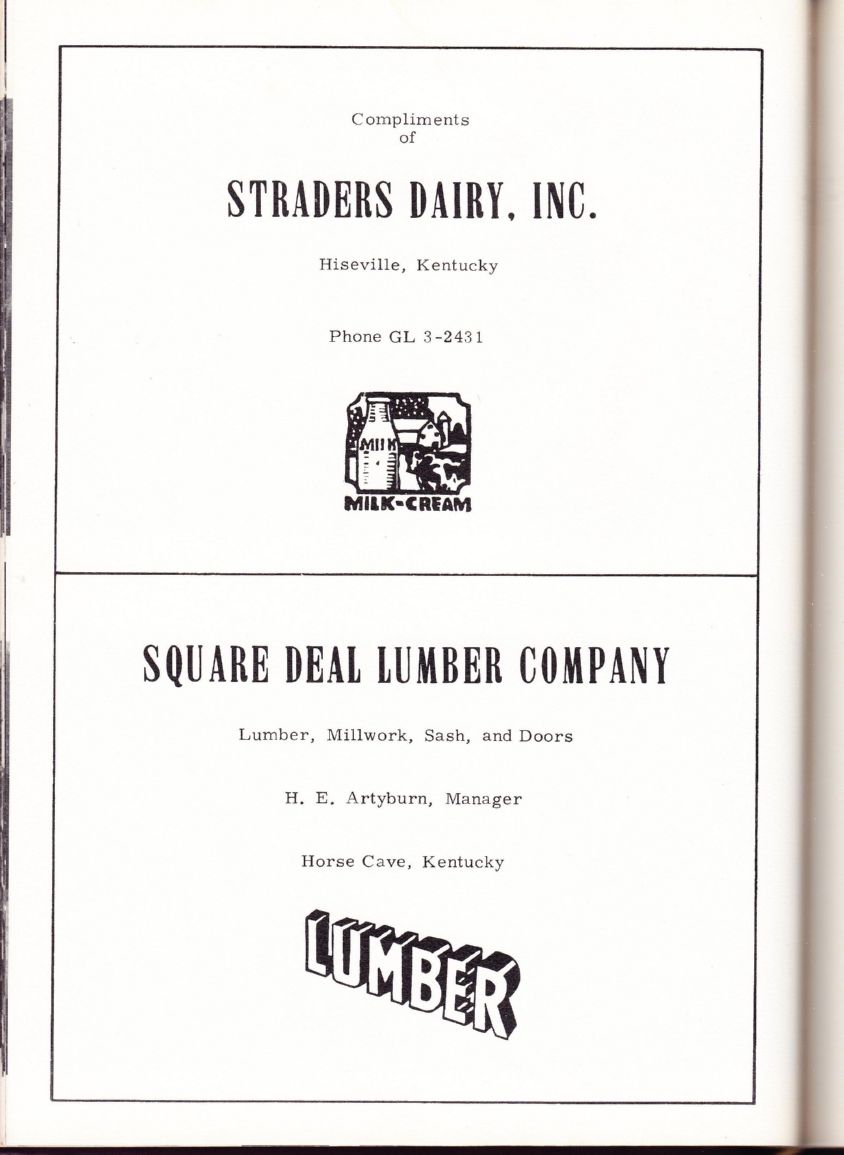 Compliments
of
STRADERS DAIRY, INC.
Hiseville, Kentucky
Phone GL 3-2431
MILK
MILK-CREAM
SQUARE DEAL LUMBER COMPANY
Lumber, Millwork, Sash, and Doors
H. E. Artyburn, Manager
Horse Cave, Kentucky
LUMBER